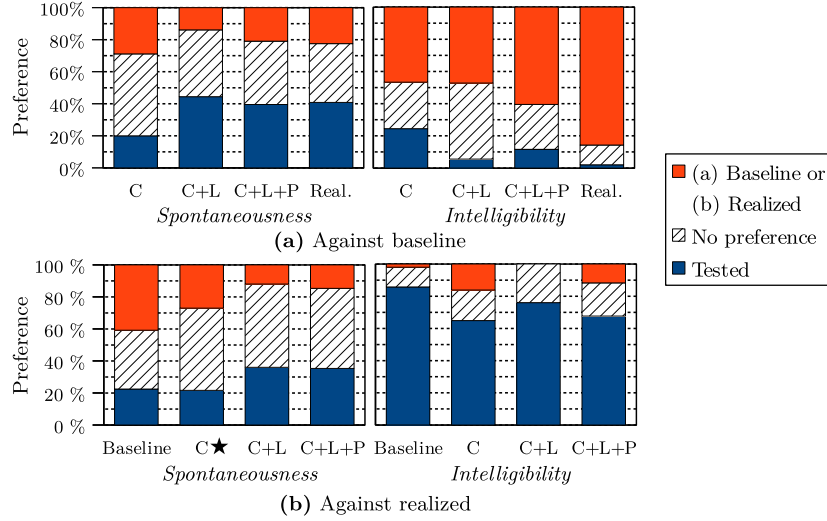 100%
80%
60%
40%
20%
0%
Preference
C C+L C+L+P Real.
Spontaneousness
C C+L C+L+P Real.
Intelligibility
(a) Against baseline
(a) Baseline or
(b) Realized
No preference
Tested
100 %
80 %
60 %
40 %
20 %
0 %
Preference
Baseline C★ C+L C+L+P
Spontaneousness
Baseline C C+L C+L+P
Intelligibility
(b) Against realized